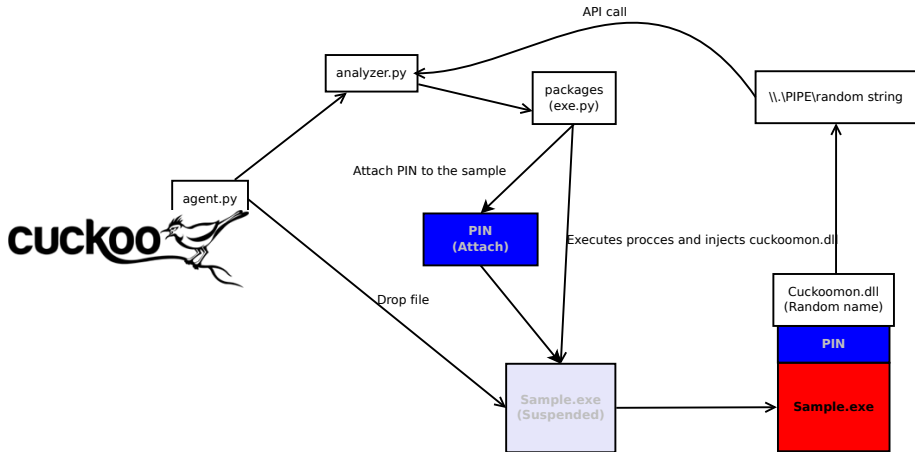 API call
analyzer.py
packages
(exe.py)
\\.\PIPE\random string
Attach PIN to the sample
agent.py
cuckoo
PIN
(Attach)
Executes procces and injects cuckoomon.dll
Drop file
Cuckoomon.dll
(Random name)
PIN
Sample.exe
(Suspended)
Sample.exe